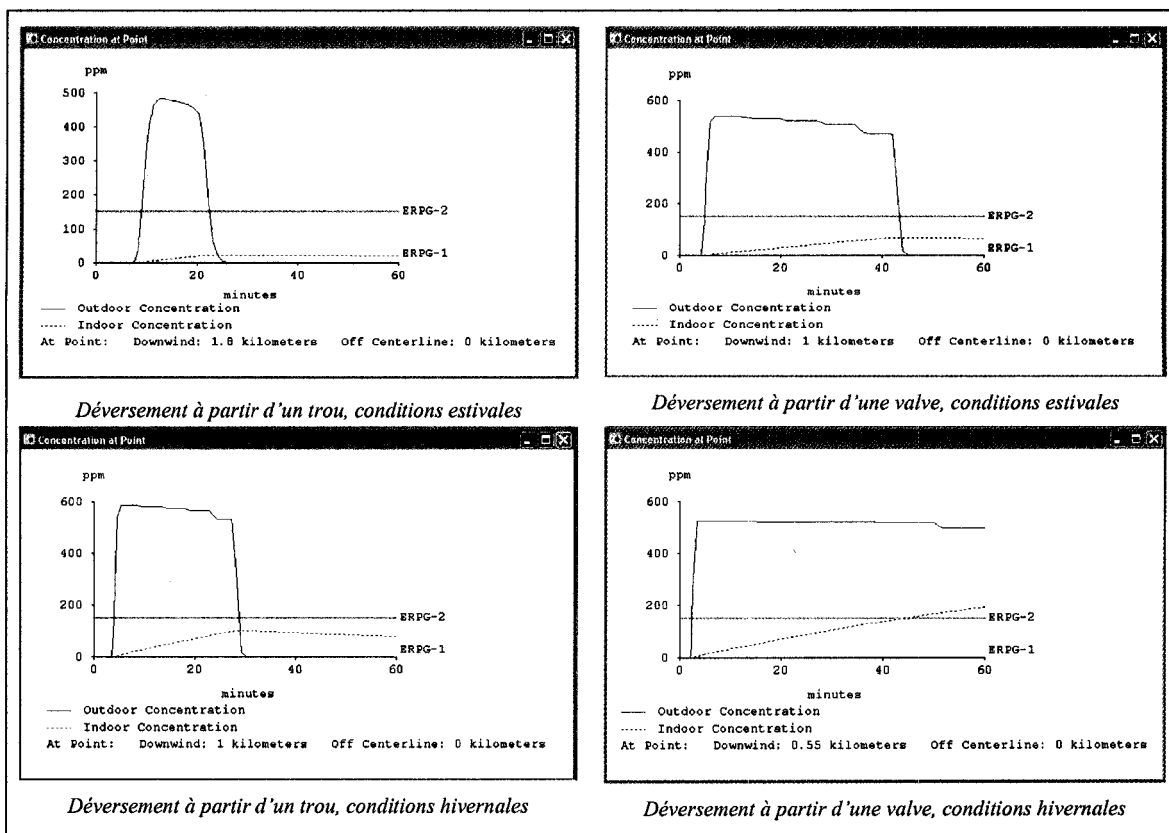 Concentration at Point
ppm
500
400
300
200
100
0
ERPG-2
ERPG-1
0 20 40 60
minutes
Outdoor Concentration
Indoor Concentration
At Point: Downwind: 1.8 kilometers Off Centerline: 0 kilometers
Déversement à partir d'un trou, conditions estivales
Concentration at Point
ppm
600
400
200
0
ERPG-2
ERPG-1
0 20 40 60
minutes
Outdoor Concentration
Indoor Concentration
At Point: Downwind: 1 kilometers Off Centerline: 0 kilometers
Déversement à partir d'une valve, conditions estivales
Concentration at Point
ppm
600
400
200
0
ERPG-2
ERPG-1
0 20 40 60
minutes
Outdoor Concentration
Indoor Concentration
At Point: Downwind: 1 kilometers Off Centerline: 0 kilometers
Déversement à partir d'un trou, conditions hivernales
Concentration at Point
ppm
600
400
200
0
ERPG-2
ERPG-1
0 20 40 60
minutes
Outdoor Concentration
Indoor Concentration
At Point: Downwind: 0.55 kilometers Off Centerline: 0 kilometers
Déversement à partir d'une valve, conditions hivernales